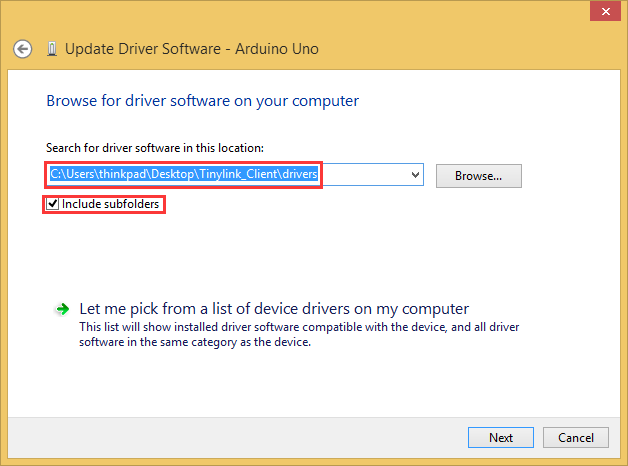 Update Driver Software - Arduino Uno
Browse for driver software on your computer
Search for driver software in this location:
C:\Users\thinkpad\Desktop\Tinylink_Client\drivers
Browse...
Include subfolders
Let me pick from a list of device drivers on my computer
This list will show installed driver software compatible with the device, and all driver
software in the same category as the device.
Next
Cancel